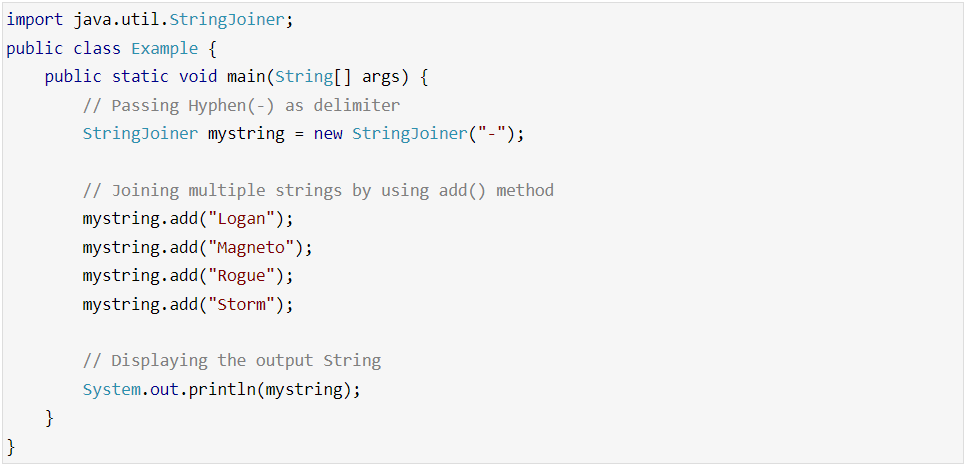 import java.util.StringJoiner;
public class Example {
    public static void main(String[] args) {
        // Passing Hyphen(-) as delimiter
        StringJoiner mystring = new StringJoiner("-");

        // Joining multiple strings by using add() method
        mystring.add("Logan");
        mystring.add("Magneto");
        mystring.add("Rogue");
        mystring.add("Storm");

        // Displaying the output String
        System.out.println(mystring);
    }
}